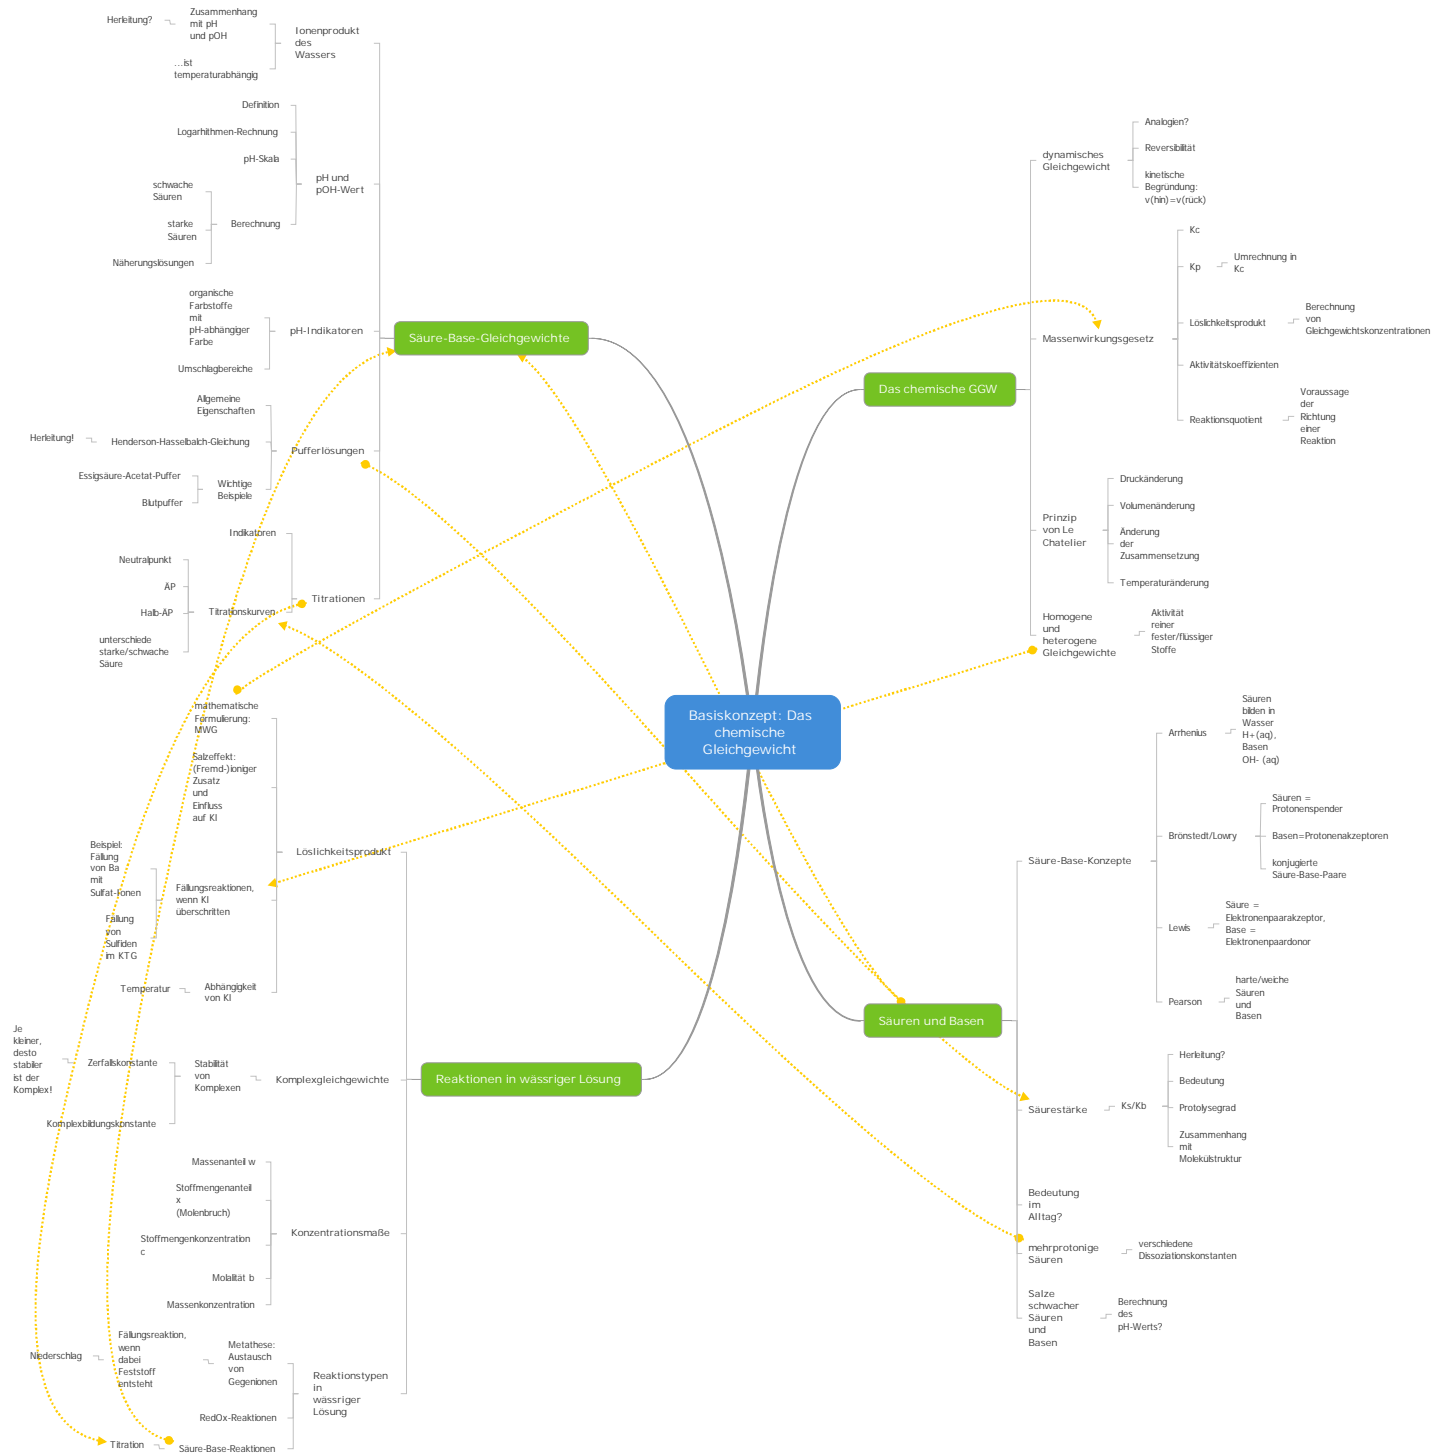 Basiskonzept: Das
chemische
Gleichgewicht
Säure-Base-Gleichgewichte
Ionenprodukt
des
Wassers
Zusammenhang
mit pH
und pOH
Herleitung?
...ist
temperaturabhängig
pH und
pOH-Wert
Definition
Logarhithmen-Rechnung
pH-Skala
Berechnung
schwache
Säuren
starke
Säuren
Näherungslösungen
pH-Indikatoren
organische
Farbstoffe
mit
pH-abhängiger
Farbe
Umschlagbereiche
Pufferlösungen
Allgemeine
Eigenschaften
Henderson-Hasselbalch-Gleichung
Herleitung!
Wichtige
Beispiele
Essigsäure-Acetat-Puffer
Blutpuffer
Titrationen
Indikatoren
Titrationskurven
Neutralpunkt
ÄP
Halb-ÄP
unterschiede
starke/schwache
Säure
Das chemische GGW
dynamisches
Gleichgewicht
Analogien?
Reversibilität
kinetische
Begründung:
v(hin)=v(rück)
Massenwirkungsgesetz
Kc
Kp
Umrechnung in
Kc
Löslichkeitsprodukt
Berechnung
von
Gleichgewichtskonzentrationen
Aktivitätskoeffizienten
Reaktionsquotient
Voraussage
der
Richtung
einer
Reaktion
Prinzip
von Le
Chatelier
Druckänderung
Volumenänderung
Änderung
der
Zusammensetzung
Temperaturänderung
Homogene
und
heterogene
Gleichgewichte
Aktivität
reiner
fester/flüssiger
Stoffe
Säuren und Basen
Säure-Base-Konzepte
Arrhenius
Säuren
bilden in
Wasser
H+(aq),
Basen
OH- (aq)
Brönstedt/Lowry
Säuren =
Protonenspender
Basen=Protonenakzeptoren
konjugierte
Säure-Base-Paare
Lewis
Säure =
Elektronenpaarakzeptor,
Base =
Elektronenpaardonor
Pearson
harte/weiche
Säuren
und
Basen
Säurestärke
Ks/Kb
Herleitung?
Bedeutung
Protolysegrad
Zusammenhang
mit
Molekülstruktur
Bedeutung
im
Alltag?
mehrprotonige
Säuren
verschiedene
Dissoziationskonstanten
Salze
schwacher
Säuren
und
Basen
Berechnung
des
pH-Werts?
Reaktionen in wässriger Lösung
Löslichkeitsprodukt
mathematische
Formulierung:
MWG
Salzeffekt:
(Fremd-)ioniger
Zusatz
und
Einfluss
auf Kl
Fällungsreaktionen,
wenn Kl
überschritten
Beispiel:
Fällung
von Ba
mit
Sulfat-Ionen
Fällung
von
Sulfiden
im KTG
Abhängigkeit
von Kl
Temperatur
Komplexgleichgewichte
Stabilität
von
Komplexen
Zerfallskonstante
Je
kleiner,
desto
stabiler
ist der
Komplex!
Komplexbildungskonstante
Konzentrationsmaße
Massenanteil w
Stoffmengenanteil
x
(Molenbruch)
Stoffmengenkonzentration
c
Molalität b
Massenkonzentration
Reaktionstypen
in
wässriger
Lösung
Metathese:
Austausch
von
Gegenionen
Fällungsreaktion,
wenn
dabei
Feststoff
entsteht
Niederschlag
RedOx-Reaktionen
Säure-Base-Reaktionen
Titration